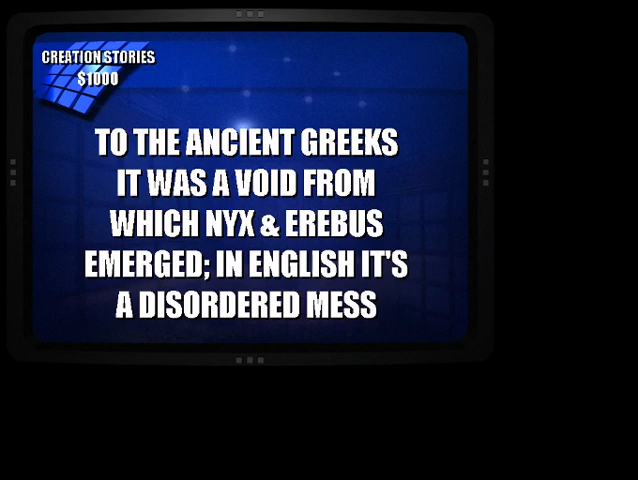 CREATION STORIES
$1000
TO THE ANCIENT GREEKS
IT WAS A VOID FROM
WHICH NYX & EREBUS
EMERGED; IN ENGLISH IT'S
A DISORDERED MESS